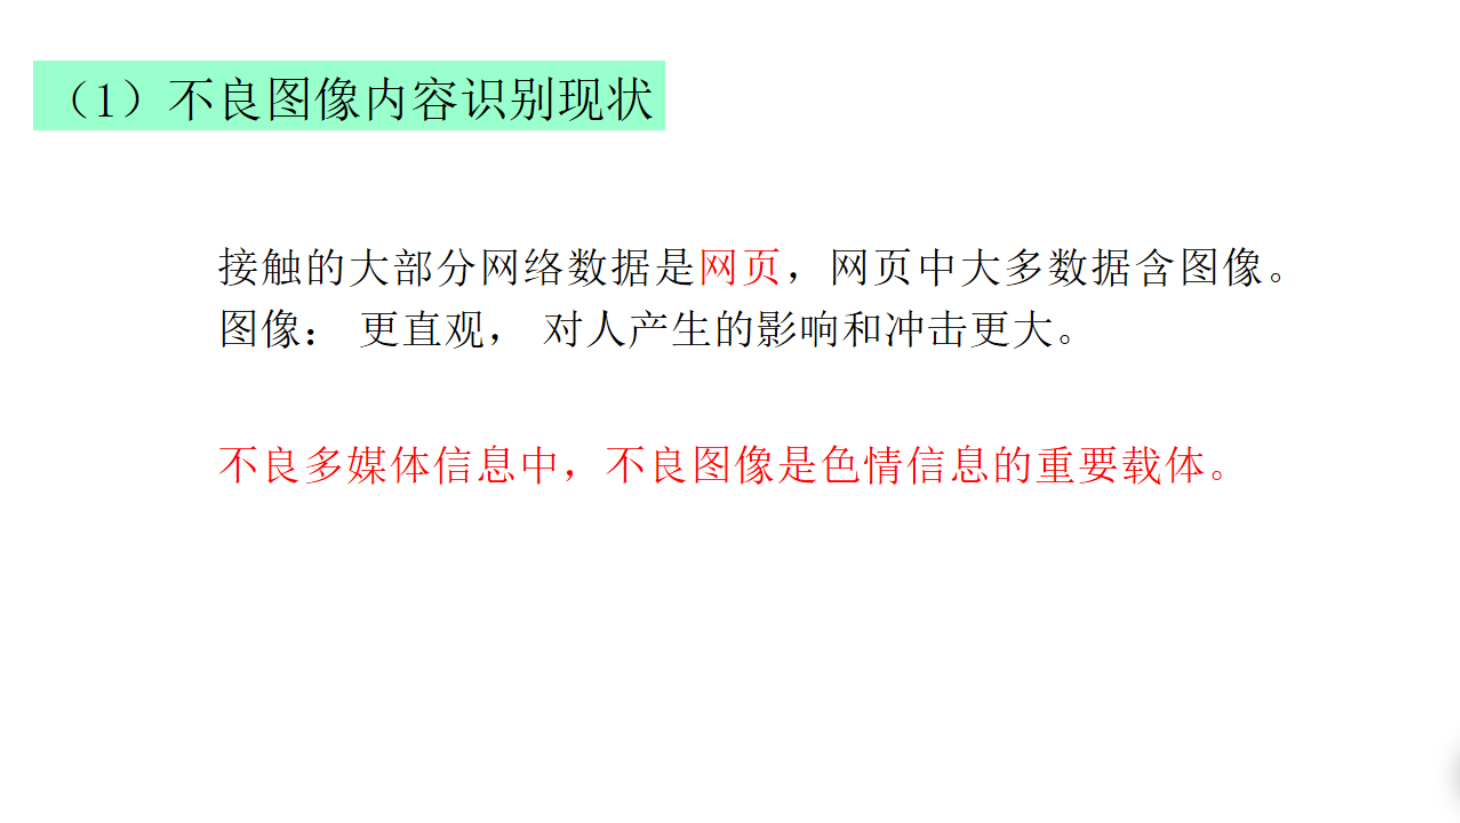 （1）不良图像内容识别现状
接触的大部分网络数据是网页，网页中大多数据含图像。
图像： 更直观， 对人产生的影响和冲击更大。
不良多媒体信息中，不良图像是色情信息的重要载体。